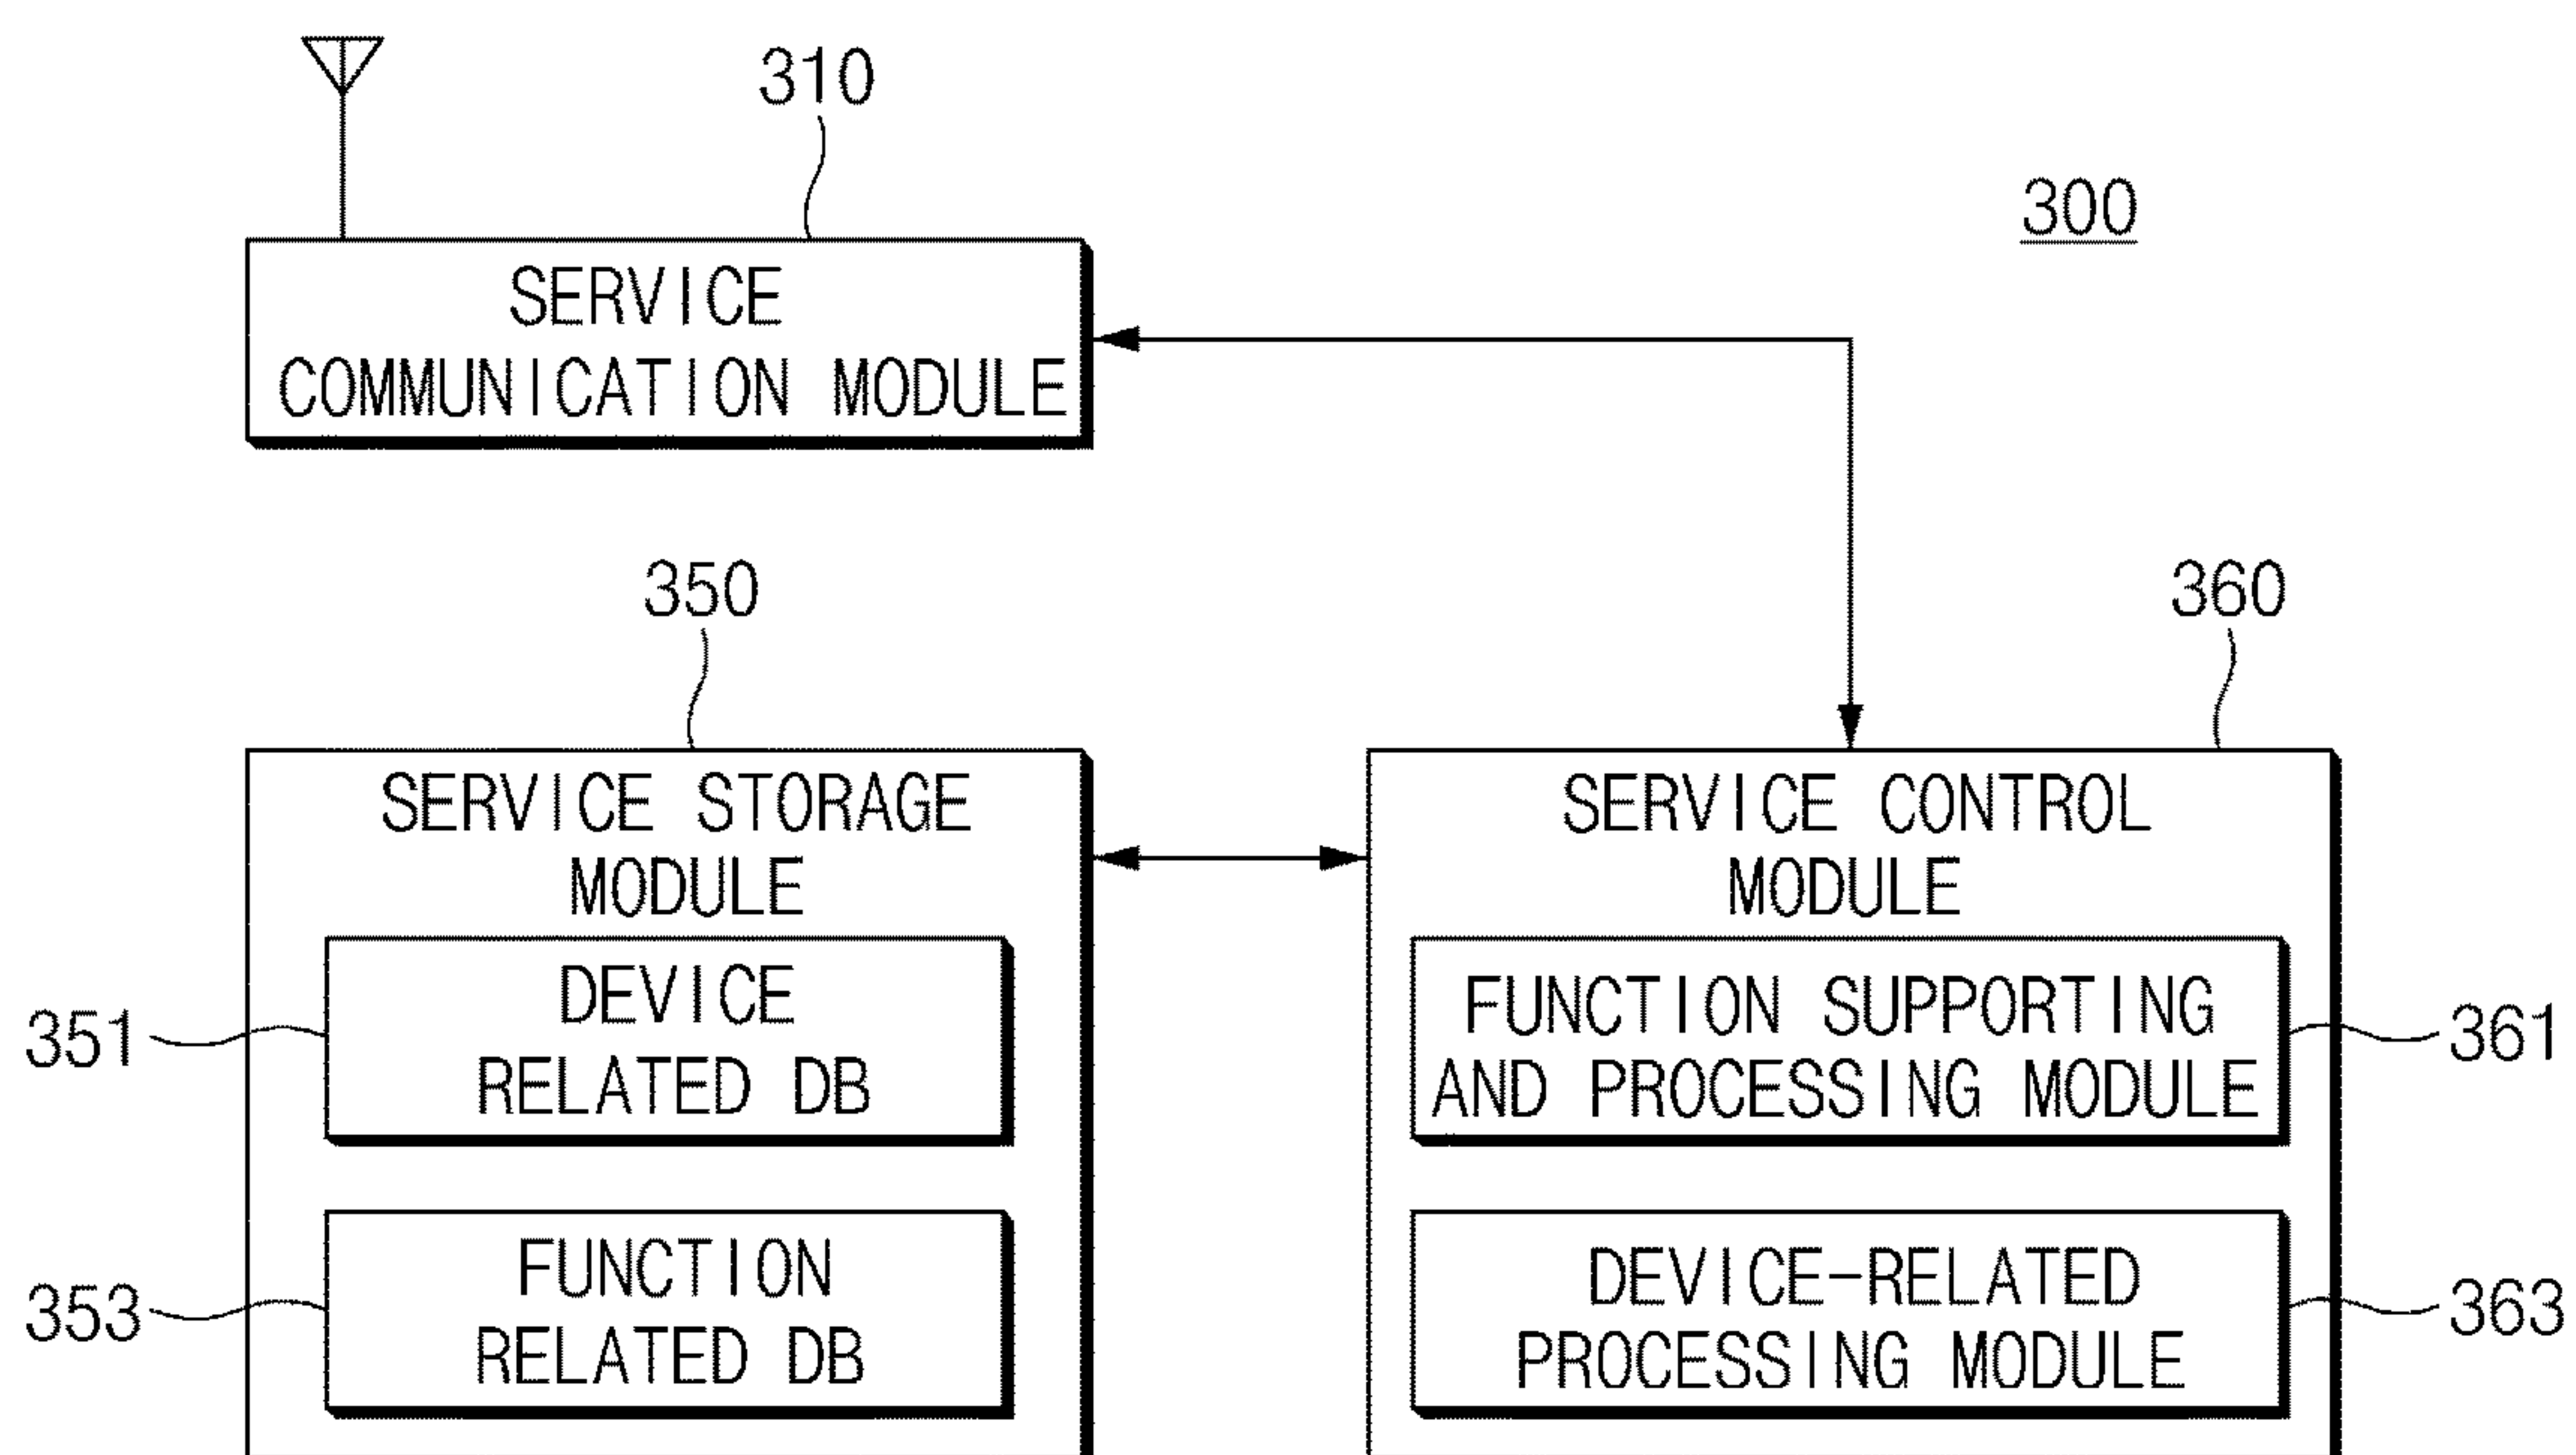 310
300
SERVICE
COMMUNICATION MODULE
350
360
SERVICE STORAGE
MODULE
SERVICE CONTROL
MODULE
351
DEVICE
RELATED DB
FUNCTION SUPPORTING
AND PROCESSING MODULE
361
353
FUNCTION
RELATED DB
DEVICE-RELATED
PROCESSING MODULE
363